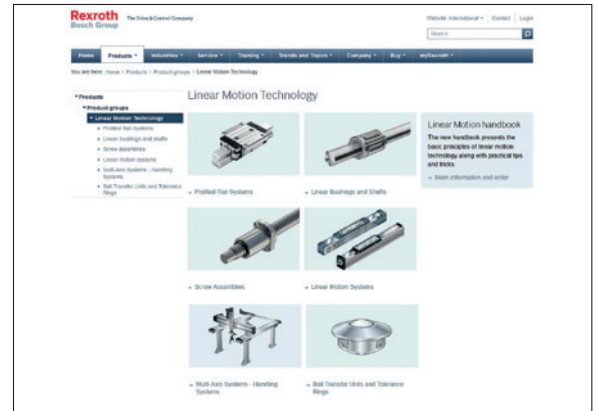 Rexroth
Bosch Group
The Drive & Control Company
Website: International
Contact
Login
Search
Home
Products
Industries
Service
Training
Trends and Topics
Company
Buy
myRexroth
You are here: Home › Products › Product groups › Linear Motion Technology
Products
Product groups
Linear Motion Technology
Profiled Rail Systems
Linear bushings and shafts
Screw assemblies
Linear motion systems
Multi-Axis Systems - Handling
Systems
Ball Transfer Units and Tolerance
Rings
Linear Motion Technology
Profiled Rail Systems
Linear Bushings and Shafts
Screw Assemblies
Linear Motion Systems
Multi-Axis Systems - Handling
Systems
Ball Transfer Units and Tolerance
Rings
Linear Motion handbook
The new handbook presents the
basic principles of linear motion
technology along with practical tips
and tricks.
More information and order